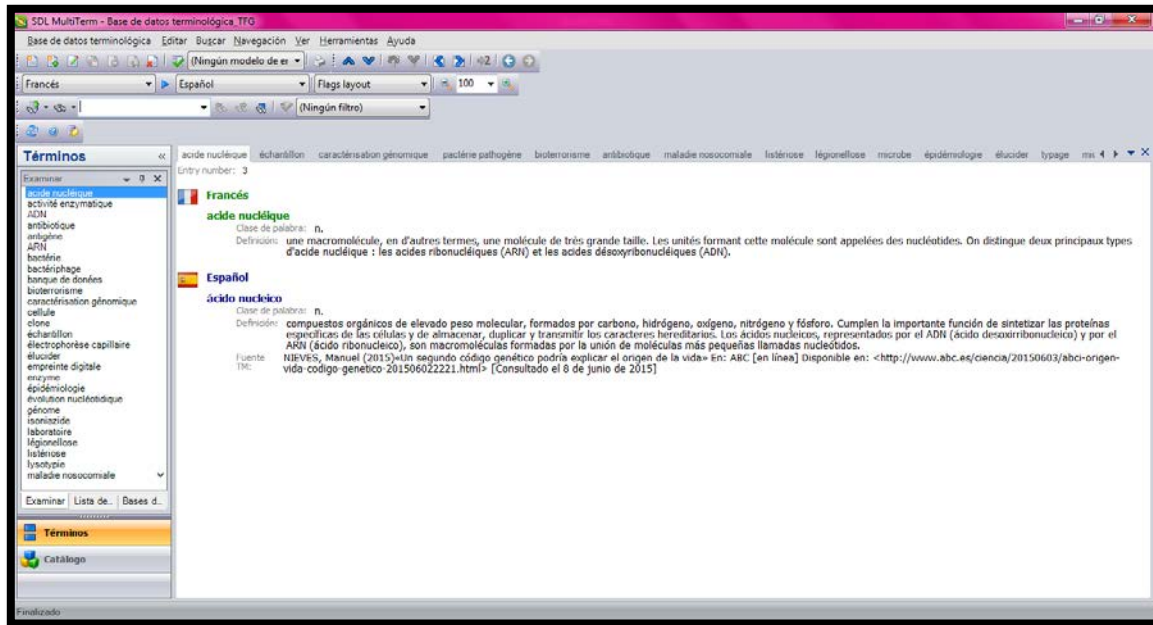 SDL MultiTerm - Base de datos terminológica_TFG
Base de datos terminológica Editar Buscar Navegación Ver Herramientas Ayuda
(Ningún modelo de er
Francés Español Flags layout 100
(Ningún filtro)
Términos
acide nucléique échantillon caractérisation génomique pactérie pathogène bioterrorisme antibiotique maladie nosocomiale listériose légionellose microbe épidémiologie élucider typage
Examinar
acide nucléique
activité enzymatique
ADN
antibiotique
antigène
ARN
bactérie
bactériphage
banque de donées
bioterrorisme
caractérisation génomique
cellule
clone
échantillon
électrophorèse capillaire
élucider
empreinte digitale
enzyme
épidémiologie
évolution nucléotidique
génome
isoniazide
laboratoire
légionellose
listériose
lysotypie
maladie nosocomiale
Examinar Lista de... Bases d...
Términos
Catálogo
Finalizado
Entry number: 3
Francés
acide nucléique
Clase de palabra: n.
Definición: une macromolécule, en d'autres termes, une molécule de très grande taille. Les unités formant cette molécule sont appelées des nucléotides. On distingue deux principaux types
d'acide nucléique : les acides ribonucléiques (ARN) et les acides désoxyribonucléiques (ADN).
Español
ácido nucleico
Clase de palabra: n.
Definición: compuestos orgánicos de elevado peso molecular, formados por carbono, hidrógeno, oxígeno, nitrógeno y fósforo. Cumplen la importante función de sintetizar las proteínas
específicas de las células y de almacenar, duplicar y transmitir los caracteres hereditarios. Los ácidos nucleicos, representados por el ADN (ácido desoxirribonucleico) y por el
ARN (ácido ribonucleico), son macromoléculas formadas por la unión de moléculas más pequeñas llamadas nucleótidos.
Fuente TM: NIEVES, Manuel (2015)«Un segundo código genético podría explicar el origen de la vida» En: ABC [en línea] Disponible en: <http://www.abc.es/ciencia/20150603/abci-origen-
vida-codigo-genetico-201506022221.html> [Consultado el 8 de junio de 2015]